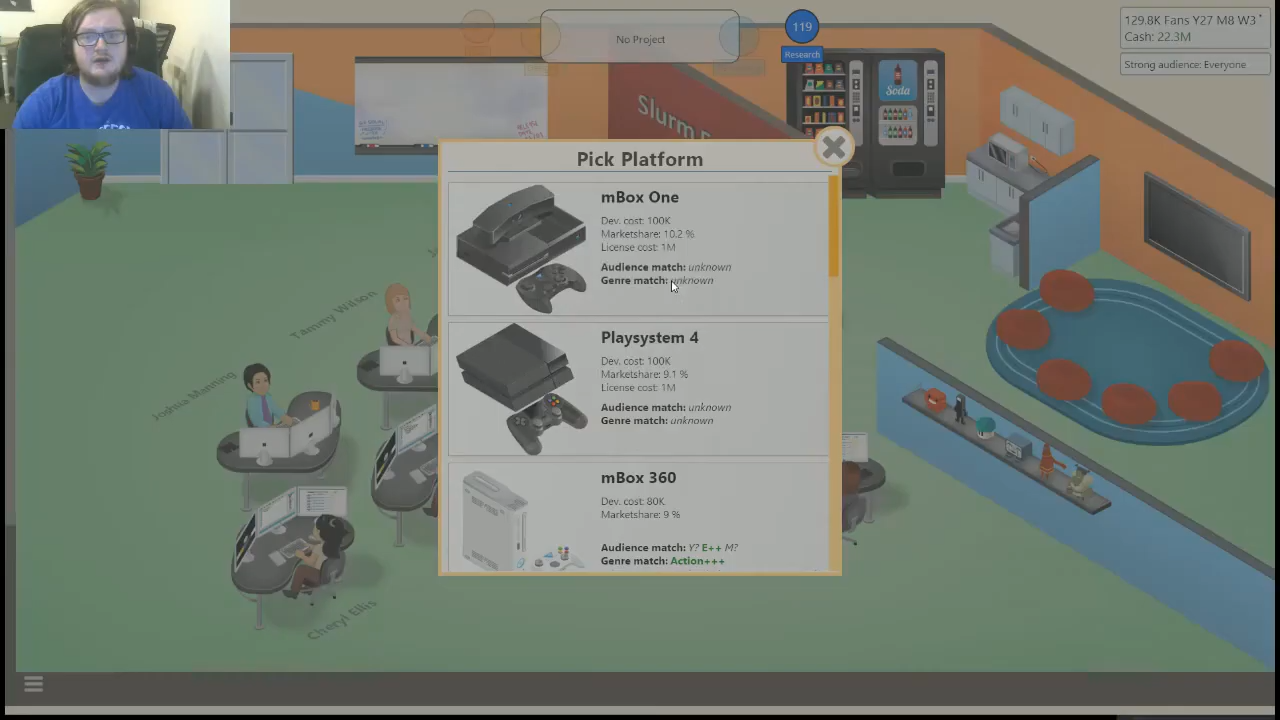 119
Research
No Project
129.8K Fans Y27 M8 W3
Cash: 22.3M
Strong audience: Everyone
Soda
Slurm
Pick Platform
mBox One
Dev. cost: 100K
Marketshare: 10.2 %
License cost: 1M
Audience match: unknown
Genre match: unknown
Playsystem 4
Dev. cost: 100K
Marketshare: 9.1 %
License cost: 1M
Audience match: unknown
Genre match: unknown
mBox 360
Dev. cost: 80K
Marketshare: 9 %
Audience match: Y? E++ M?
Genre match: Action+++
Tammy Wilson
Joshua Manning
Cheryl Ellis